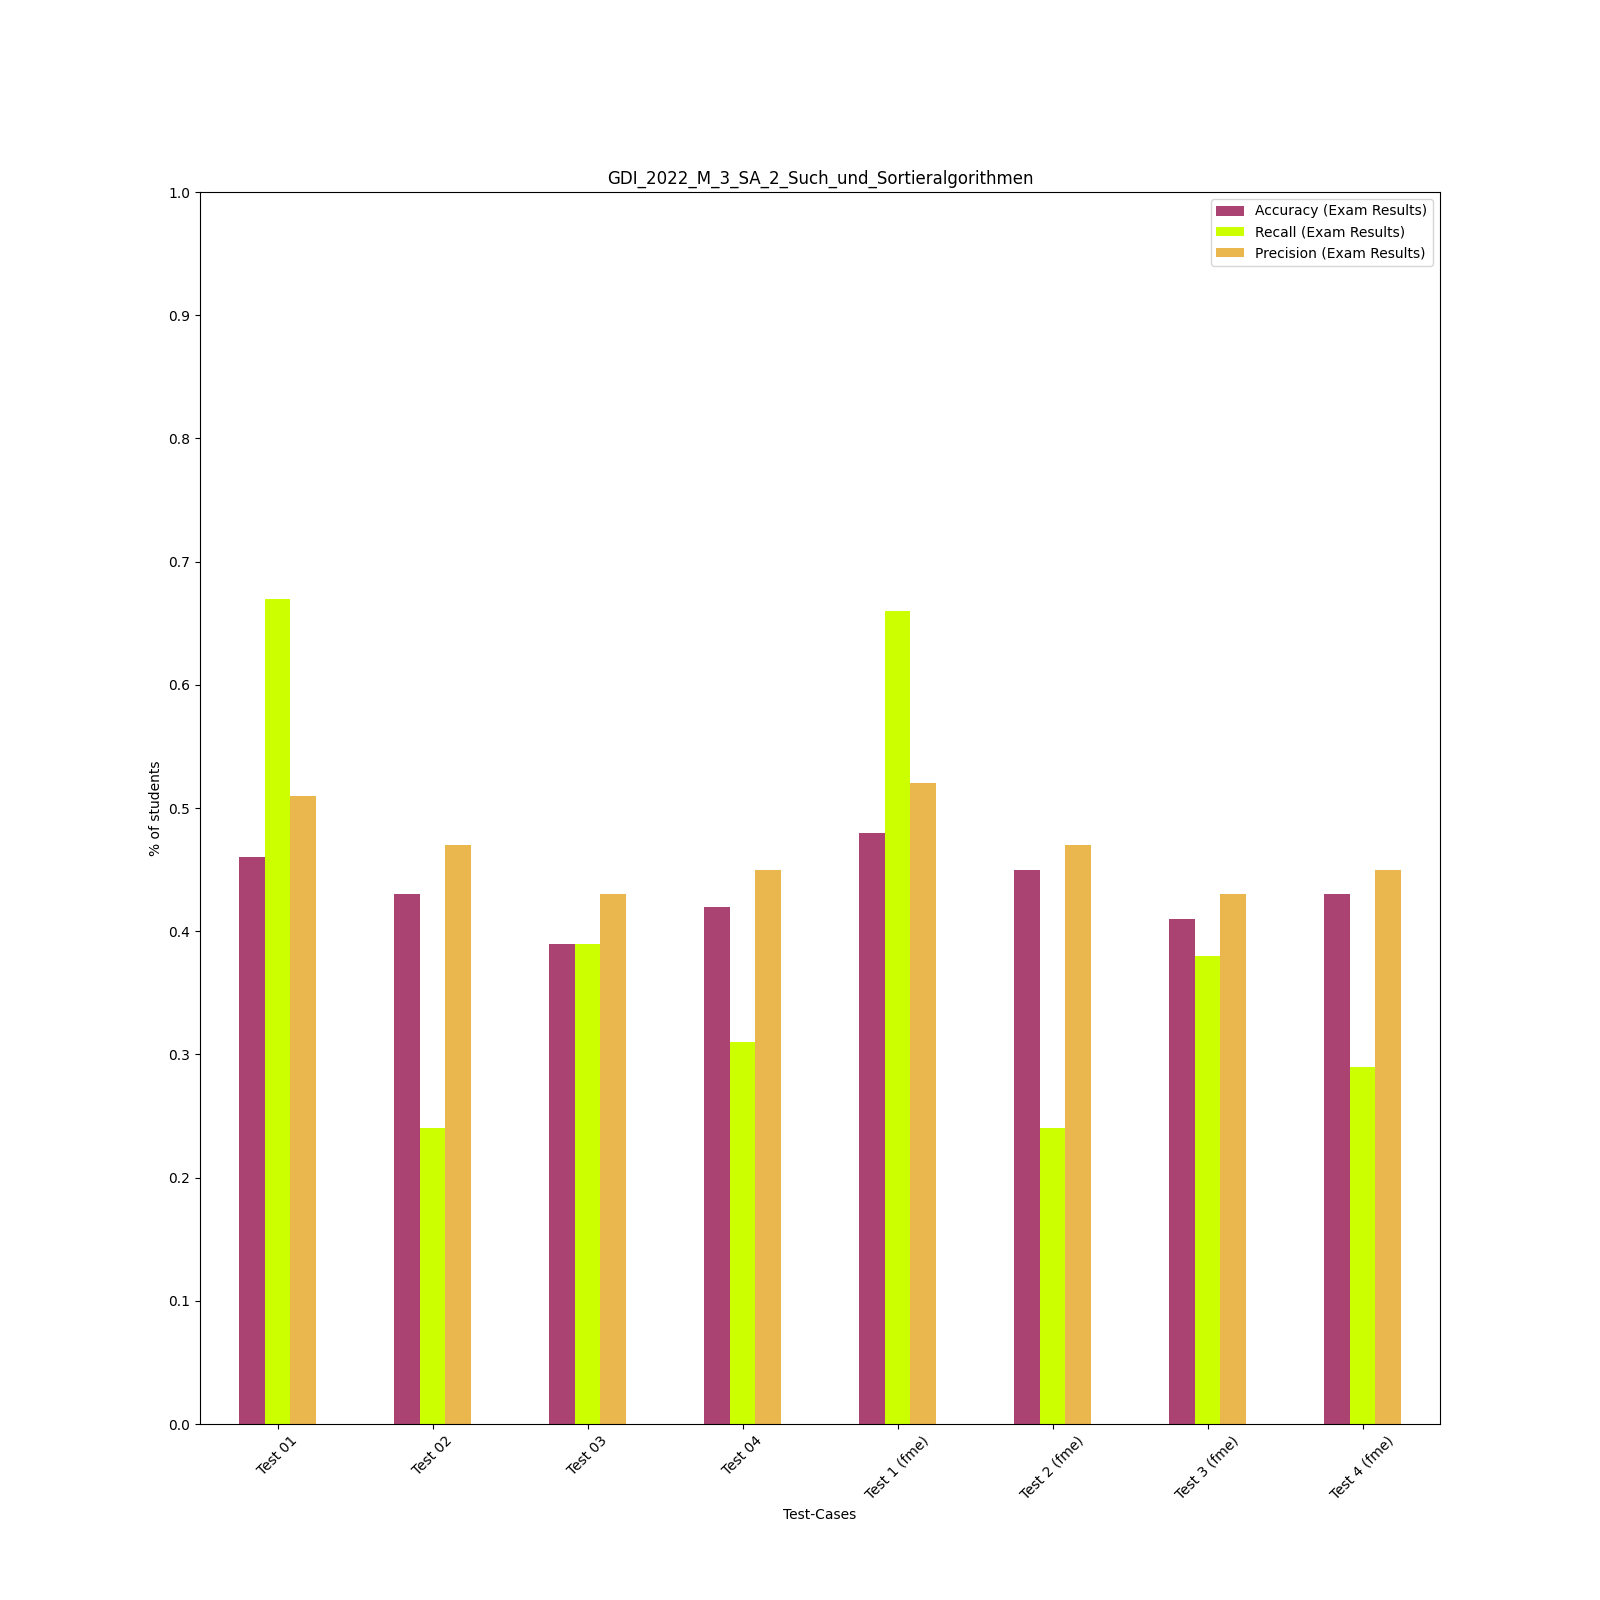 GDI_2022_M_3_SA_2_Such_und_Sortieralgorithmen
Accuracy (Exam Results)
Recall (Exam Results)
Precision (Exam Results)
1.0
0.9
0.8
0.7
0.6
0.5
0.4
0.3
0.2
0.1
0.0
% of students
Test 01
Test 02
Test 03
Test 04
Test 1 (fme)
Test 2 (fme)
Test 3 (fme)
Test 4 (fme)
Test-Cases